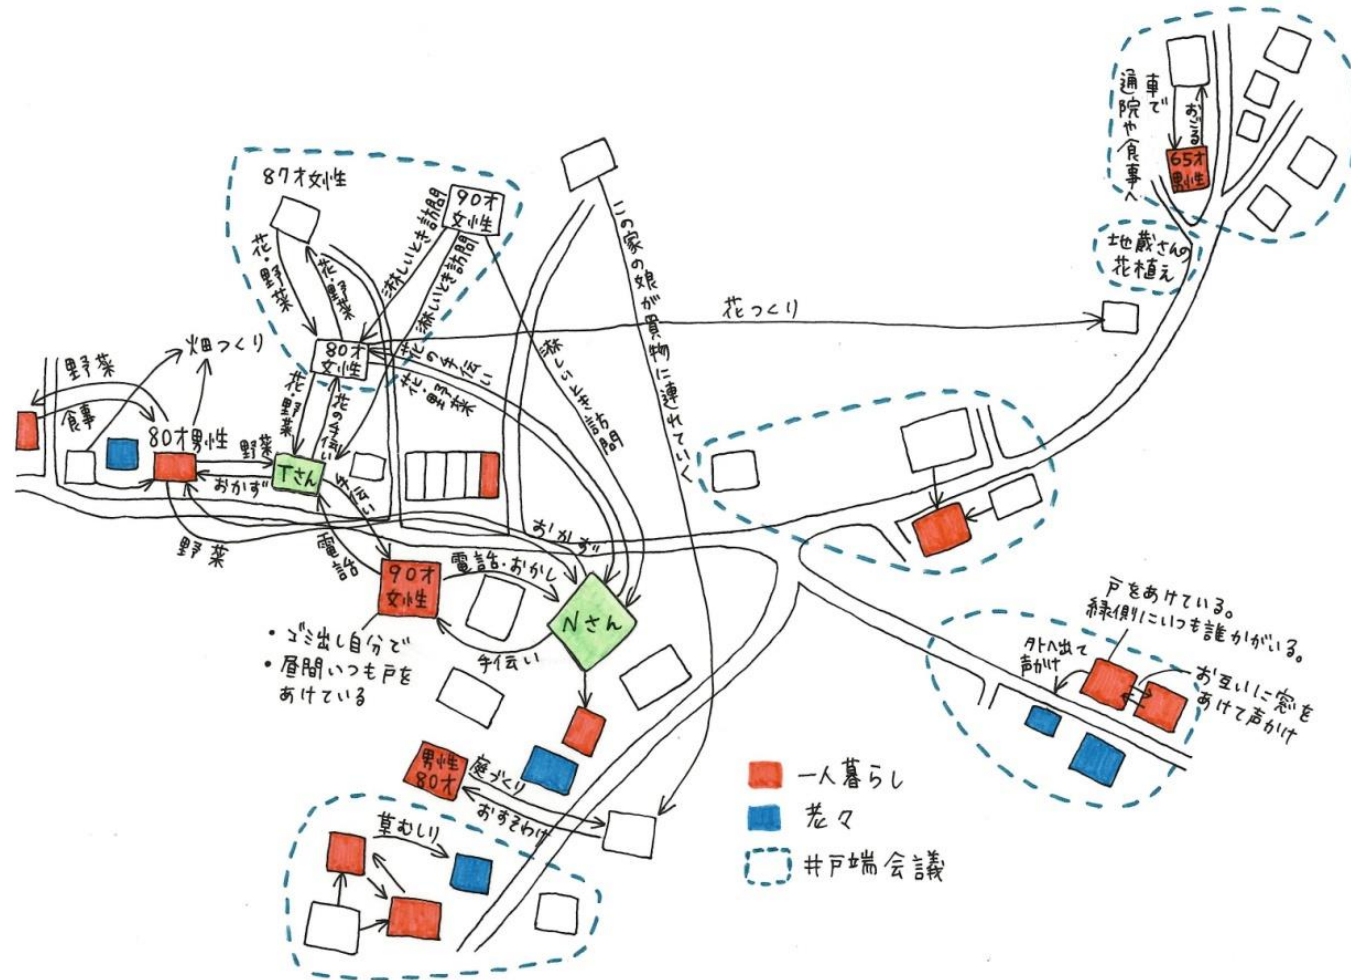 87才女性
90才
女性
花・野菜
花・野菜
淋しいとき訪問
淋しいとき訪問
80才
女性
花・野菜
花の手伝い
花の手伝い
花・野菜
淋しいとき訪問
この家の娘が買物に連れていく
花つくり
車で
通院や食事へ
おごる
65才
男性
地蔵さんの
花植え
畑つくり
野菜
食事
80才男性
野菜
おかず
Tさん
手伝い
電話
野菜
おかず
90才
女性
電話・おかし
Nさん
手伝い
・ゴミ出し自分で
・昼間いつも戸を
あけている
戸をあけている。
縁側にいつも誰かがいる。
外へ出て
声がけ
お互いに窓を
あけて声かけ
男性
80才
庭づくり
おすそわけ
草むしり
一人暮らし
老々
井戸端会議